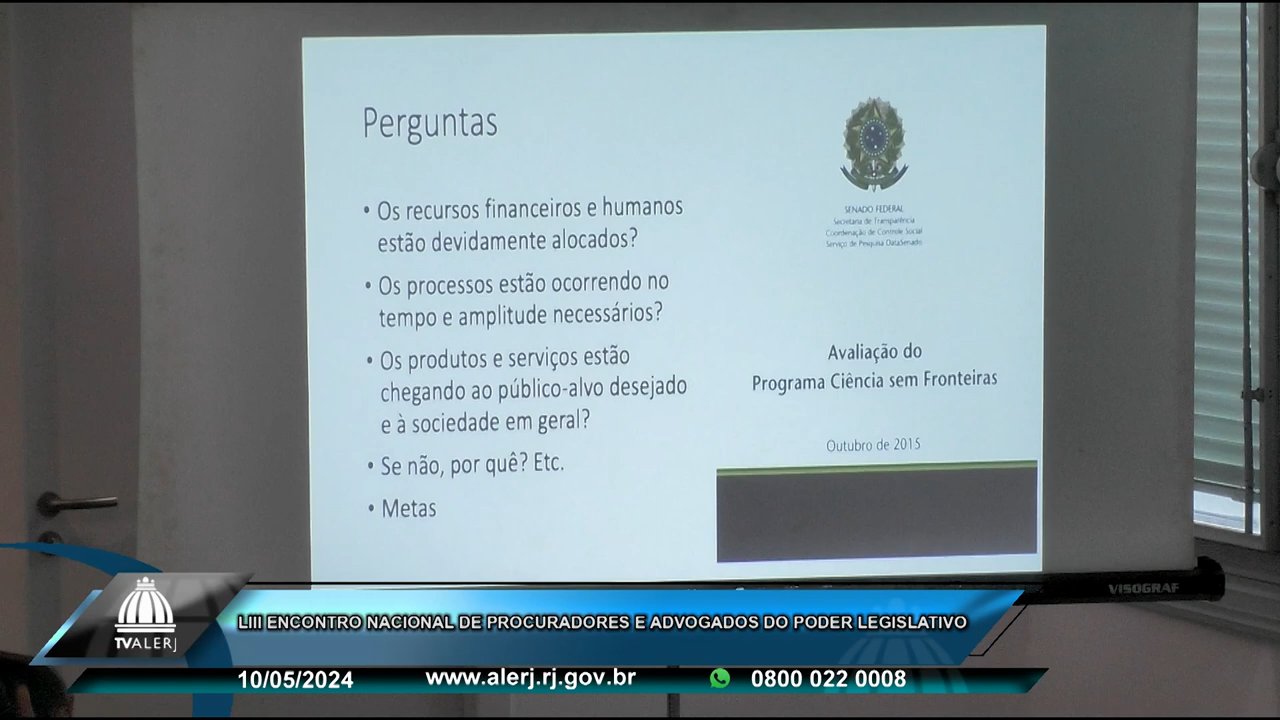 Perguntas
• Os recursos financeiros e humanos
estão devidamente alocados?
• Os processos estão ocorrendo no
tempo e amplitude necessários?
• Os produtos e serviços estão
chegando ao público-alvo desejado
e à sociedade em geral?
• Se não, por quê? Etc.
• Metas
SENADO FEDERAL
Secretaria de Transparência
Coordenação de Controle Social
Serviço de Pesquisa DataSenado
Avaliação do
Programa Ciência sem Fronteiras
Outubro de 2015
VISOGRAF
TVALERJ
LIII ENCONTRO NACIONAL DE PROCURADORES E ADVOGADOS DO PODER LEGISLATIVO
10/05/2024 www.alerj.rj.gov.br 0800 022 0008